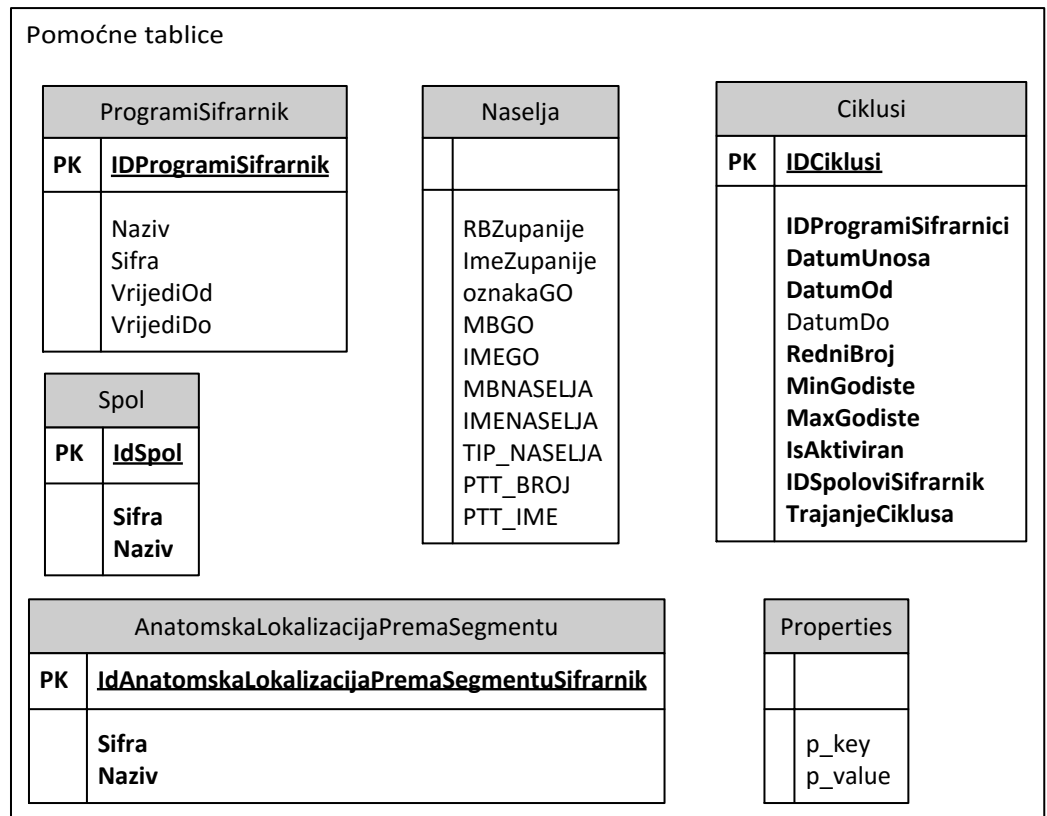 Pomoćne tablice
ProgramiSifrarnik
PK IDProgramiSifrarnik
Naziv
Sifra
VrijediOd
VrijediDo
Naselja
RBZupanije
ImeZupanije
oznakaGO
MBGO
IMEGO
MBNASELJA
IMENASELJA
TIP_NASELJA
PTT_BROJ
PTT_IME
Ciklusi
PK IDCiklusi
IDProgramiSifrarnici
DatumUnosa
DatumOd
DatumDo
RedniBroj
MinGodiste
MaxGodiste
IsAktiviran
IDSpoloviSifrarnik
TrajanjeCiklusa
Spol
PK IdSpol
Sifra
Naziv
AnatomskaLokalizacijaPremaSegmentu
PK IdAnatomskaLokalizacijaPremaSegmentuSifrarnik
Sifra
Naziv
Properties
p_key
p_value